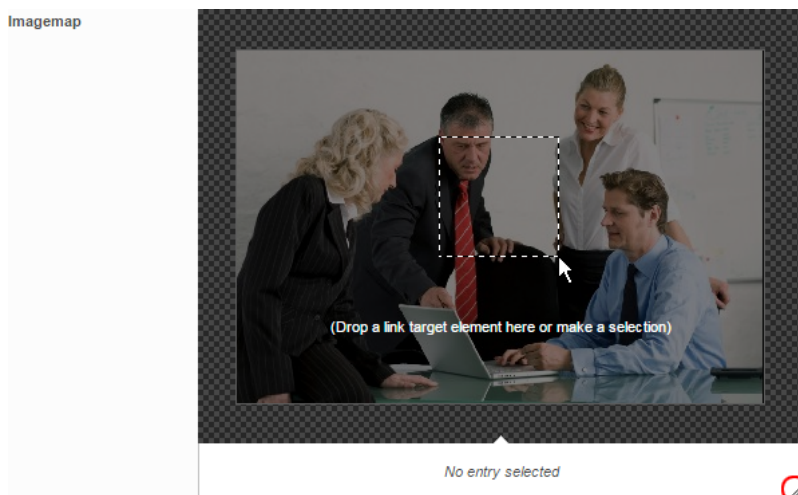 Imagemap
(Drop a link target element here or make a selection)
No entry selected